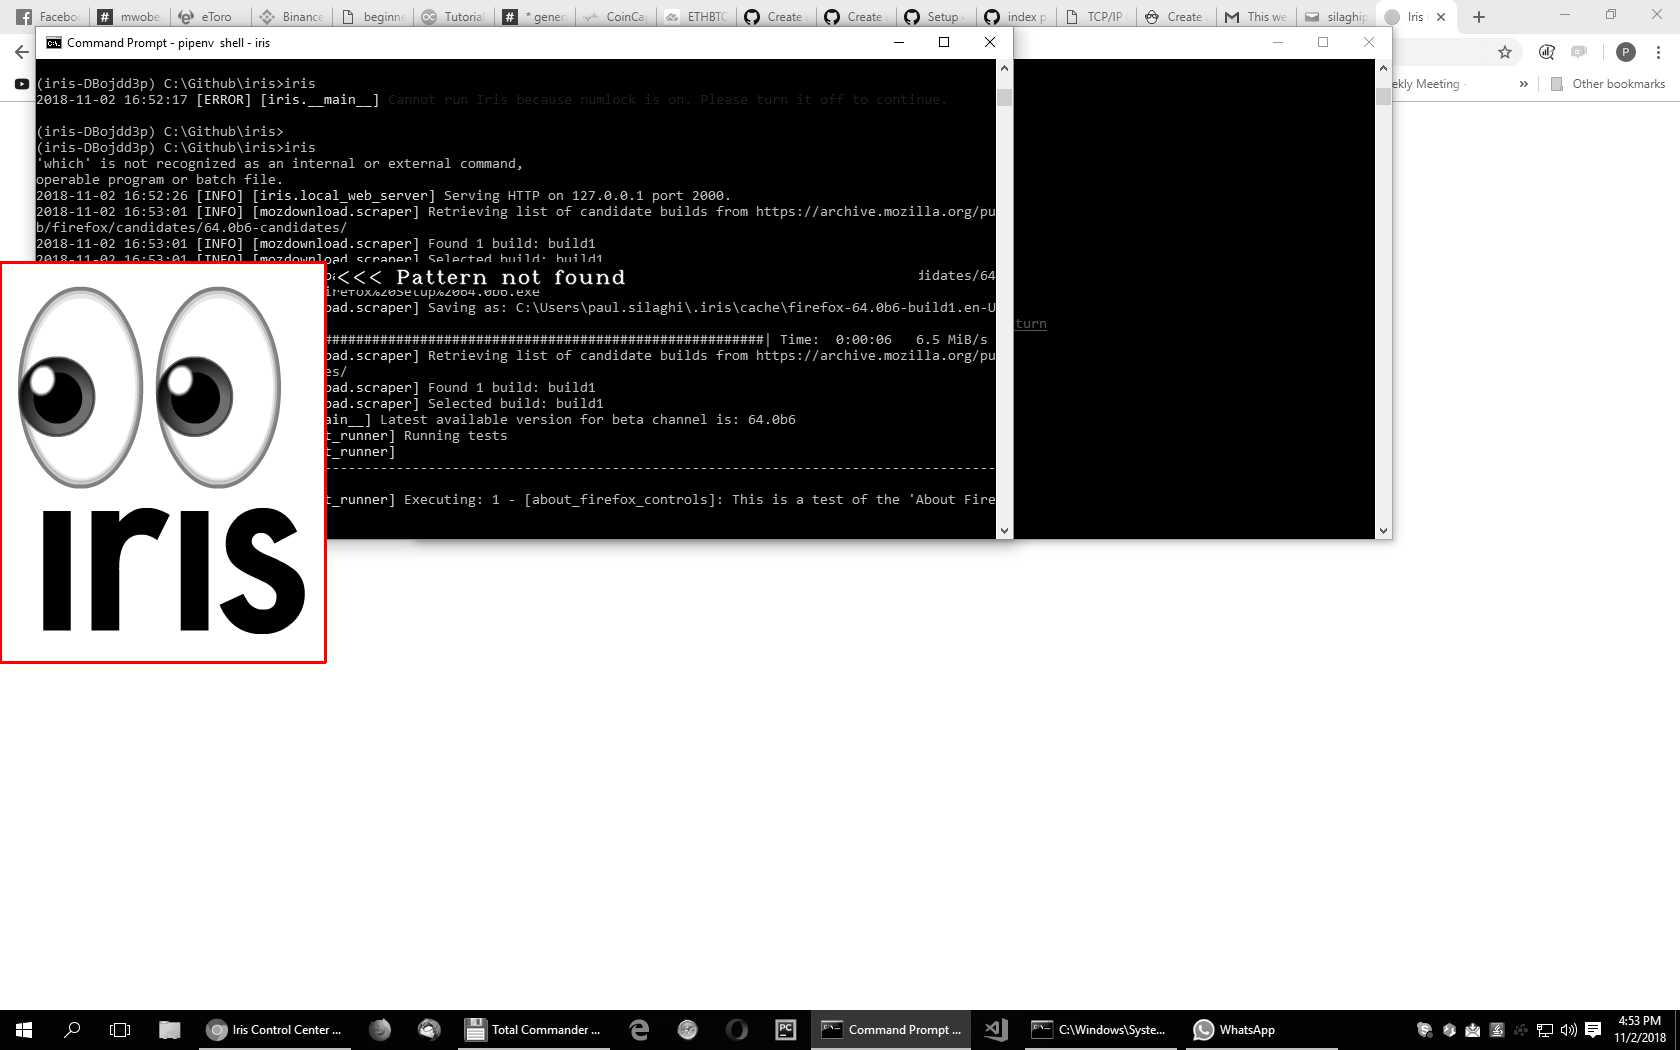 Facebo
mwobe
eToro
Binance
beginne
Tutorial
* gener
CoinCap
ETHBTC
Create
Create
Setup
index p
TCP/IP
Create
This we
silaghip
Iris
Command Prompt - pipenv  shell - iris
ekly Meeting
»
Other bookmarks
P
(iris-DBojdd3p) C:\Github\iris>iris
2018-11-02 16:52:17 [ERROR] [iris.__main__] Cannot run Iris because numlock is on. Please turn it off to continue.
(iris-DBojdd3p) C:\Github\iris>
(iris-DBojdd3p) C:\Github\iris>iris
'which' is not recognized as an internal or external command,
operable program or batch file.
2018-11-02 16:52:26 [INFO] [iris.local_web_server] Serving HTTP on 127.0.0.1 port 2000.
2018-11-02 16:53:01 [INFO] [mozdownload.scraper] Retrieving list of candidate builds from https://archive.mozilla.org/pu
b/firefox/candidates/64.0b6-candidates/
2018-11-02 16:53:01 [INFO] [mozdownload.scraper] Found 1 build: build1
2018-11-02 16:53:01 [INFO] [mozdownload.scraper] Selected build: build1
<<< Pattern not found
didates/64
irefox%20Setup%2064.0b6.exe
oad.scraper] Saving as: C:\Users\paul.silaghi\.iris\cache\firefox-64.0b6-build1.en-U
turn
#######################################################| Time:  0:00:06   6.5 MiB/s
oad.scraper] Retrieving list of candidate builds from https://archive.mozilla.org/pu
es/
oad.scraper] Found 1 build: build1
oad.scraper] Selected build: build1
ain__] Latest available version for beta channel is: 64.0b6
t_runner] Running tests
t_runner]
------------------------------------------------------------------------------------
t_runner] Executing: 1 - [about_firefox_controls]: This is a test of the 'About Fire
iris
Iris Control Center ...
Total Commander ...
PC
Command Prompt ...
C:\Windows\Syste...
WhatsApp
4:53 PM
11/2/2018